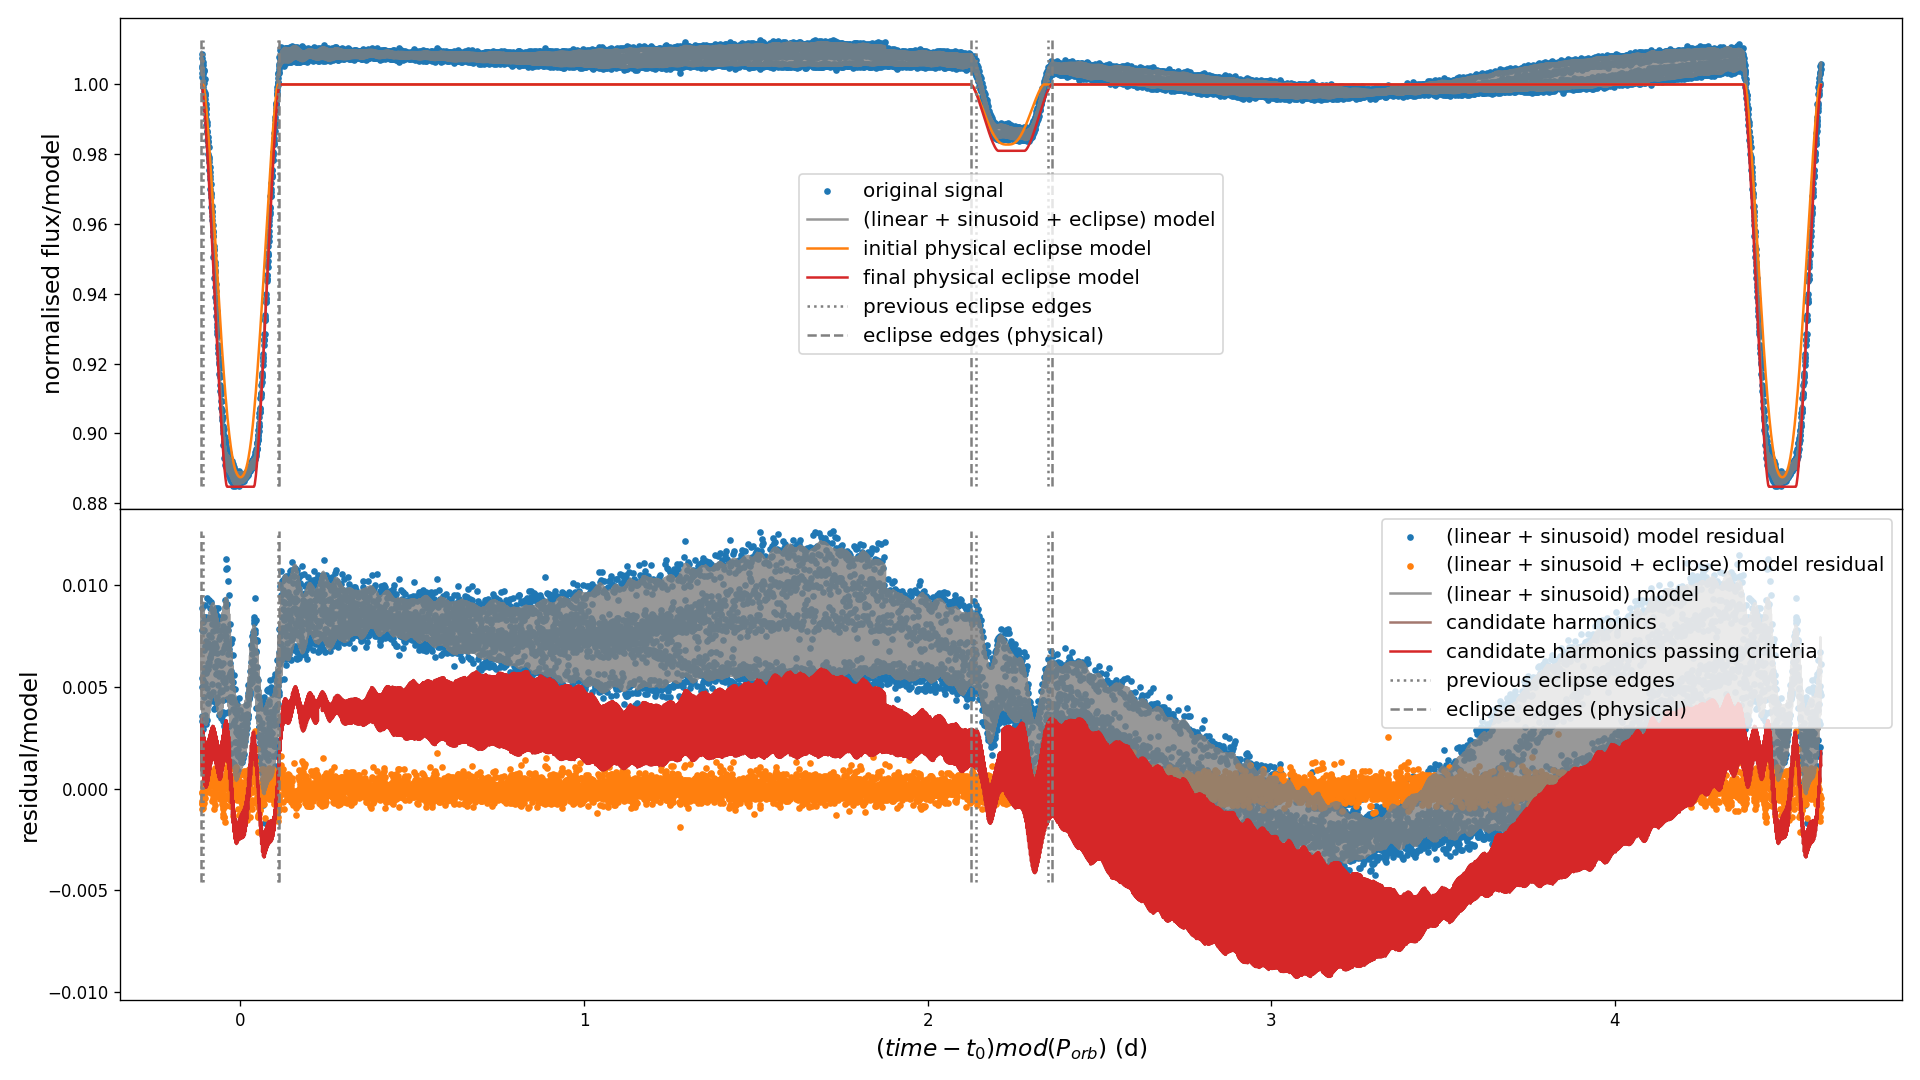 normalised flux/model
1.00
0.98
0.96
0.94
0.92
0.90
0.88
original signal
(linear + sinusoid + eclipse) model
initial physical eclipse model
final physical eclipse model
previous eclipse edges
eclipse edges (physical)
residual/model
0.010
0.005
0.000
−0.005
−0.010
(linear + sinusoid) model residual
(linear + sinusoid + eclipse) model residual
(linear + sinusoid) model
candidate harmonics
candidate harmonics passing criteria
previous eclipse edges
eclipse edges (physical)
0 1 2 3 4
(time − t₀)mod(P_orb) (d)